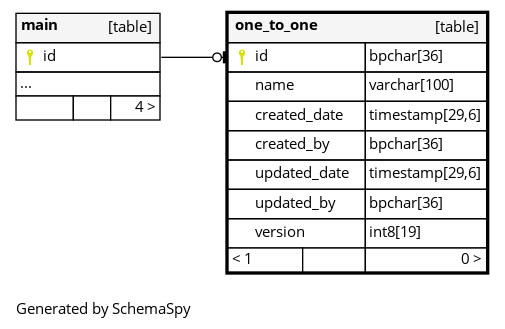 main [table]
id
...
4 >
one_to_one [table]
id bpchar[36]
name varchar[100]
created_date timestamp[29,6]
created_by bpchar[36]
updated_date timestamp[29,6]
updated_by bpchar[36]
version int8[19]
< 1 0 >
Generated by SchemaSpy